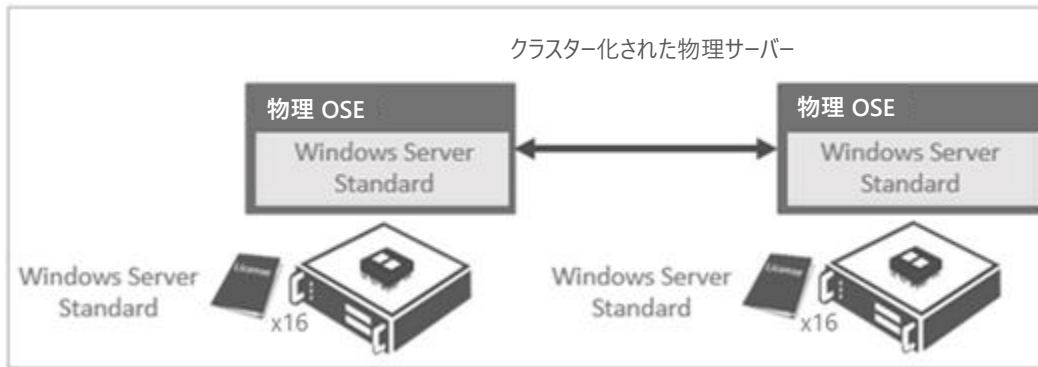 クラスター化された物理サーバー
物理 OSE
Windows Server
Standard
物理 OSE
Windows Server
Standard
Windows Server
Standard
License
x16
Windows Server
Standard
License
x16